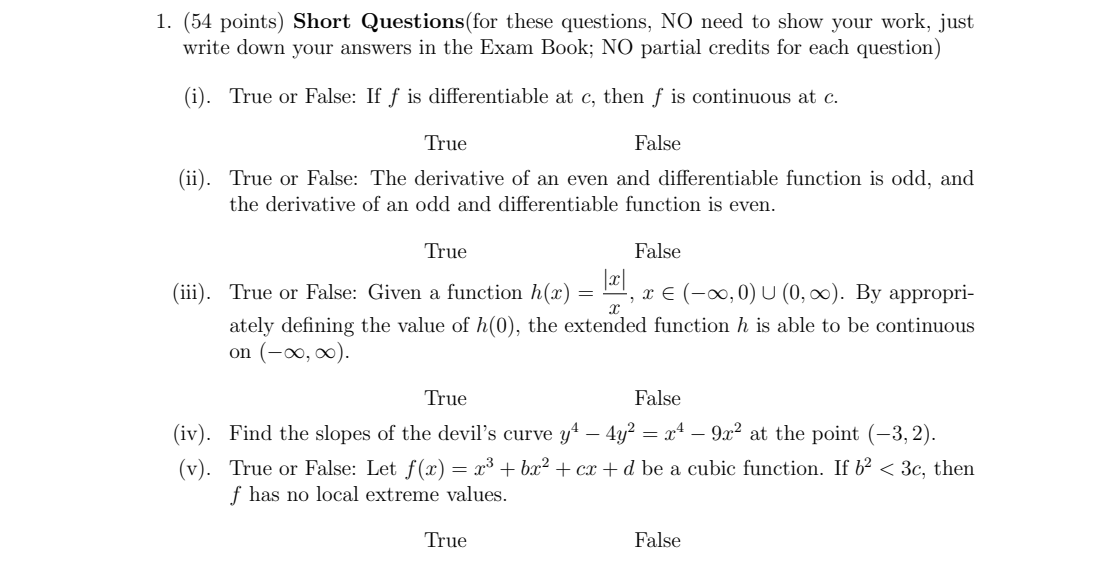 1. (54 points) Short Questions(for these questions, NO need to show your work, just
write down your answers in the Exam Book; NO partial credits for each question)
(i). True or False: If f is differentiable at c, then f is continuous at c.
True False
(ii). True or False: The derivative of an even and differentiable function is odd, and
the derivative of an odd and differentiable function is even.
True False
(iii). True or False: Given a function h(x) = |x|/x, x ∈ (−∞, 0) ∪ (0, ∞). By appropri-
ately defining the value of h(0), the extended function h is able to be continuous
on (−∞, ∞).
True False
(iv). Find the slopes of the devil's curve y⁴ − 4y² = x⁴ − 9x² at the point (−3, 2).
(v). True or False: Let f(x) = x³ + bx² + cx + d be a cubic function. If b² < 3c, then
f has no local extreme values.
True False